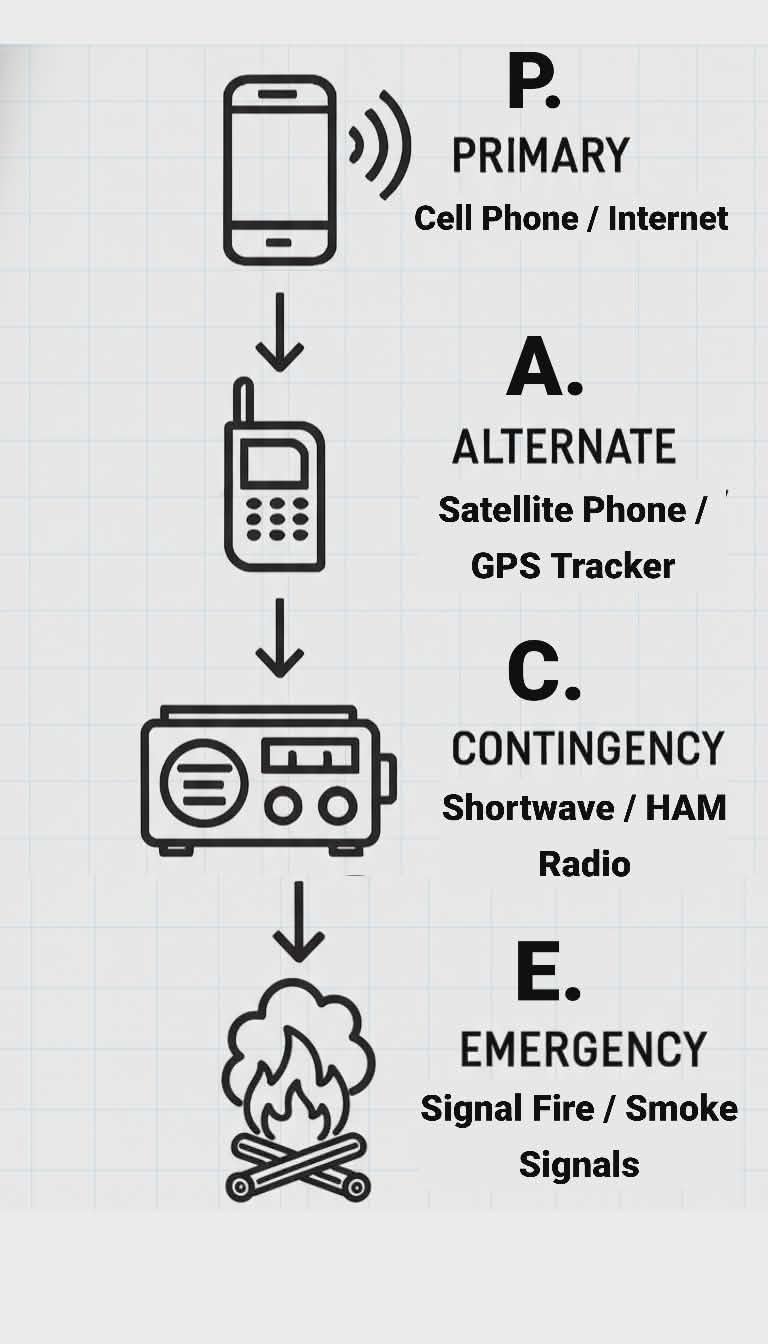 P.
PRIMARY
Cell Phone / Internet
A.
ALTERNATE
Satellite Phone /
GPS Tracker
C.
CONTINGENCY
Shortwave / HAM
Radio
E.
EMERGENCY
Signal Fire / Smoke
Signals